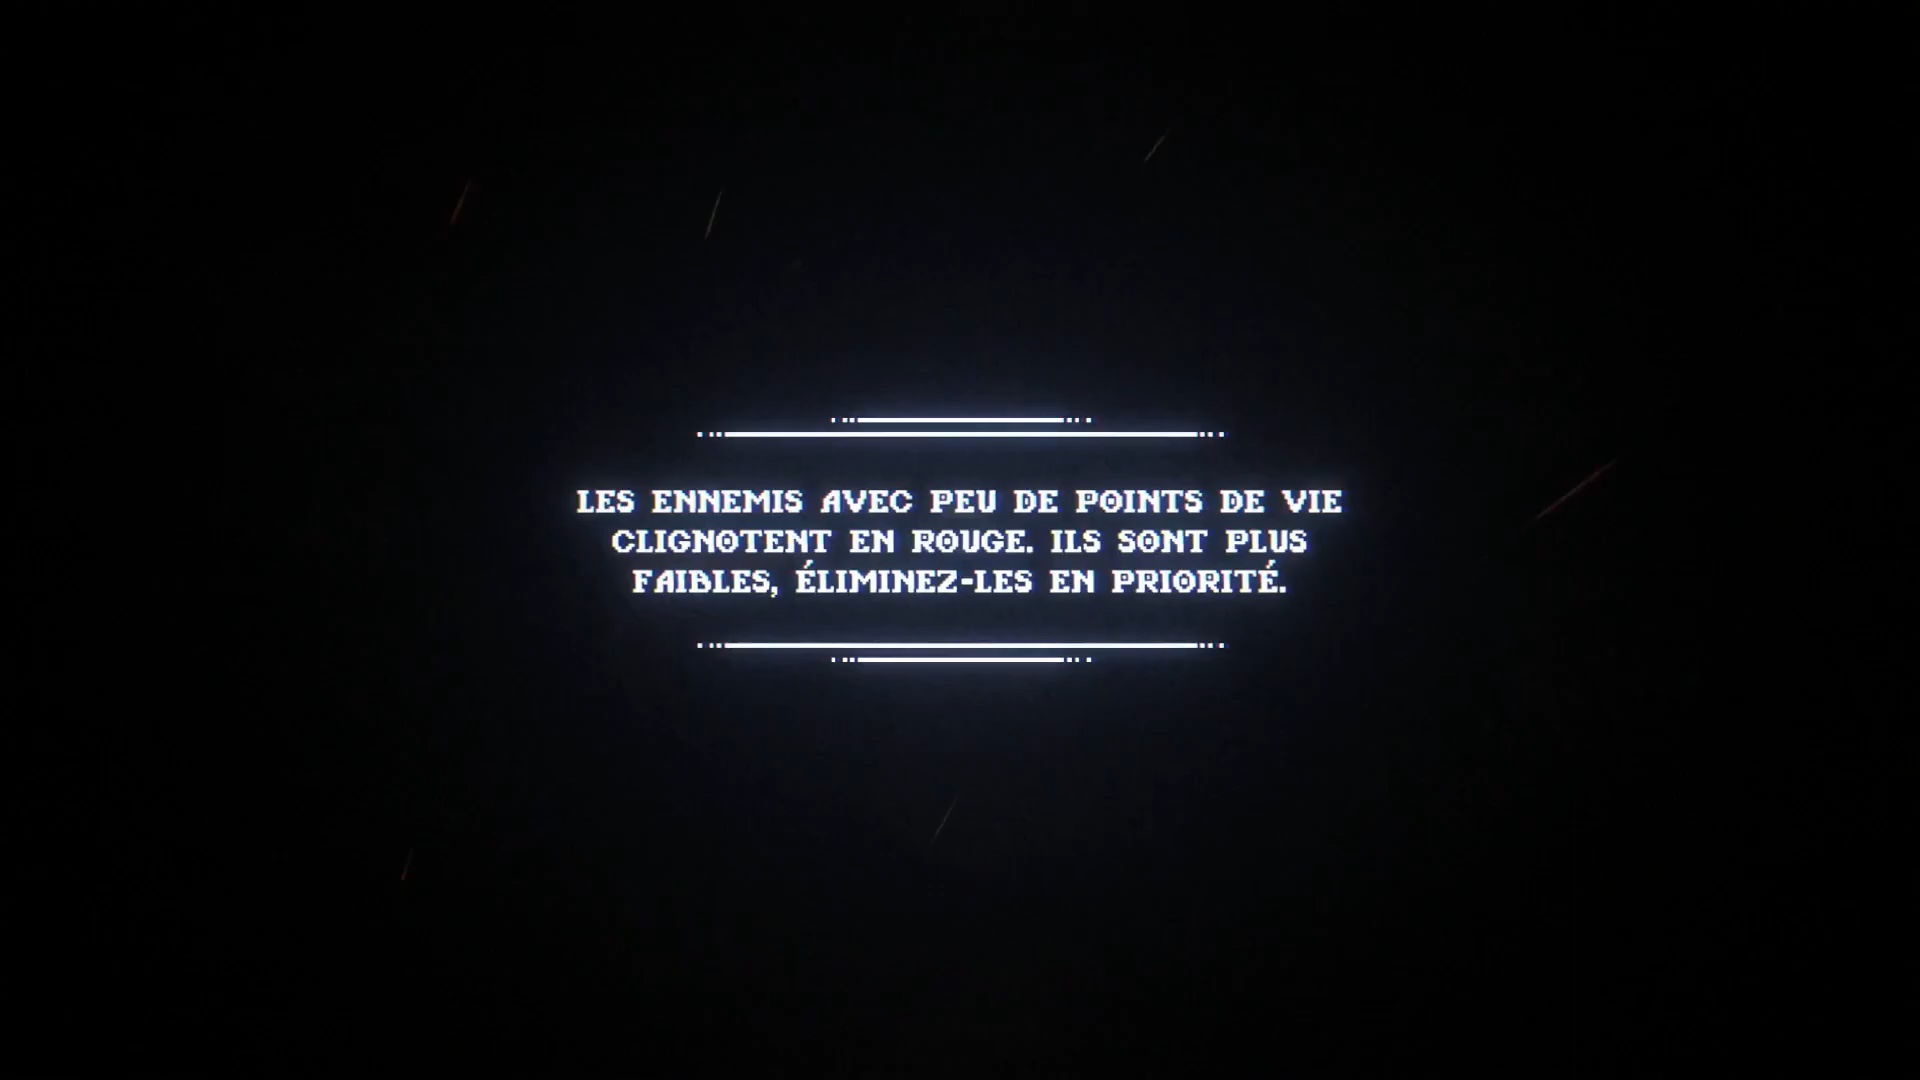 LES ENNEMIS AVEC PEU DE POINTS DE VIE
CLIGNOTENT EN ROUGE. ILS SONT PLUS
FAIBLES, ÉLIMINEZ-LES EN PRIORITÉ.